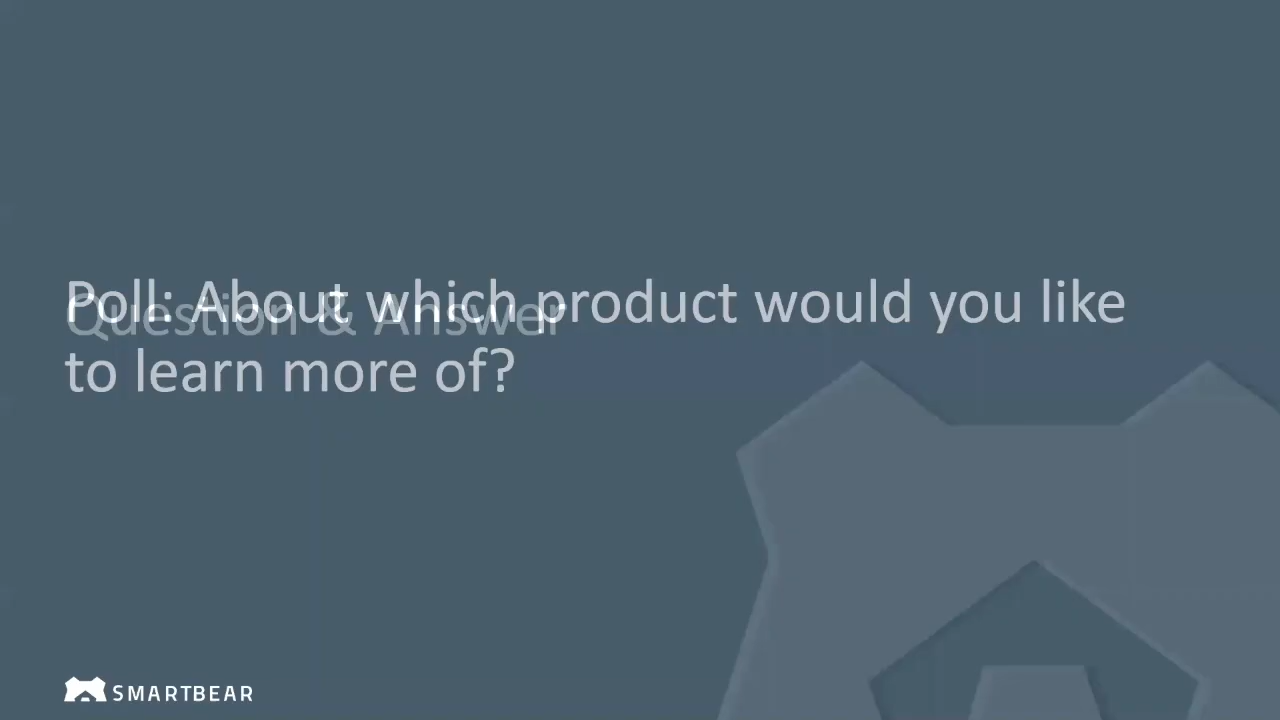 Poll: About which product would you like
to learn more of?
Question & Answer
SMARTBEAR